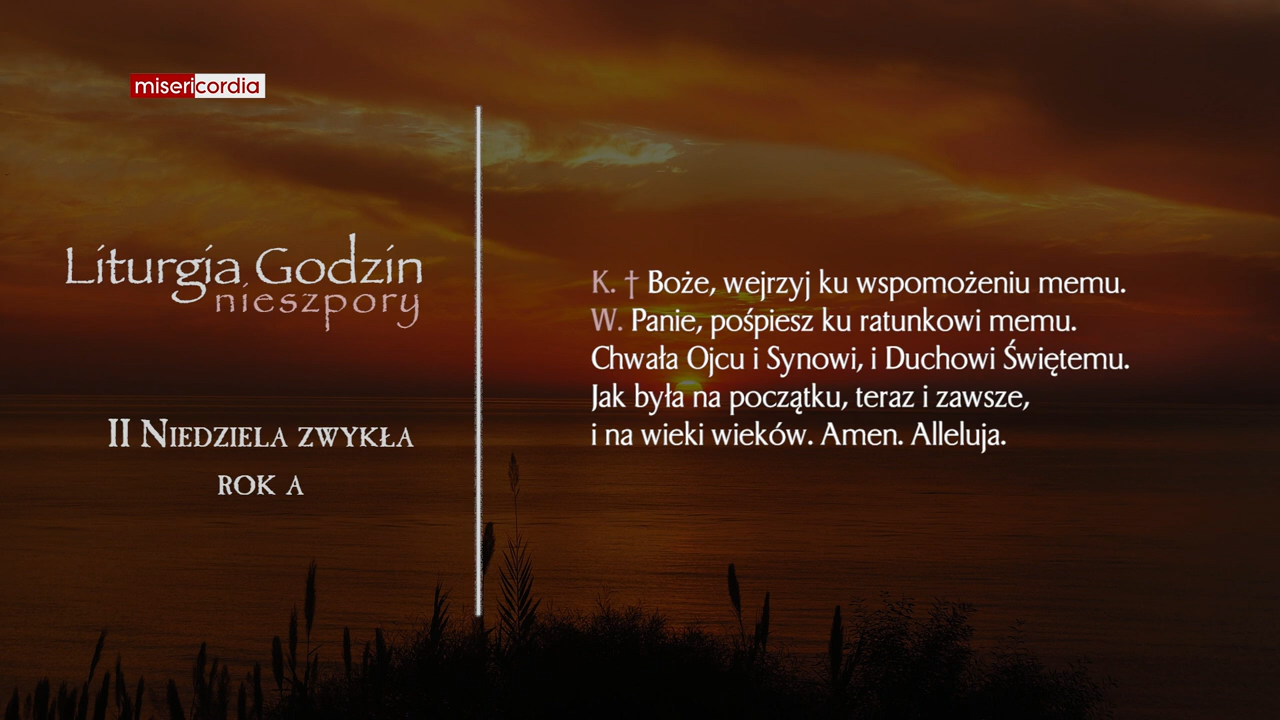 misericordia
Liturgia Godzin
nieszpory
II Niedziela zwykła
rok A
K. † Boże, wejrzyj ku wspomożeniu memu.
W. Panie, pośpiesz ku ratunkowi memu.
Chwała Ojcu i Synowi, i Duchowi Świętemu.
Jak była na początku, teraz i zawsze,
i na wieki wieków. Amen. Alleluja.